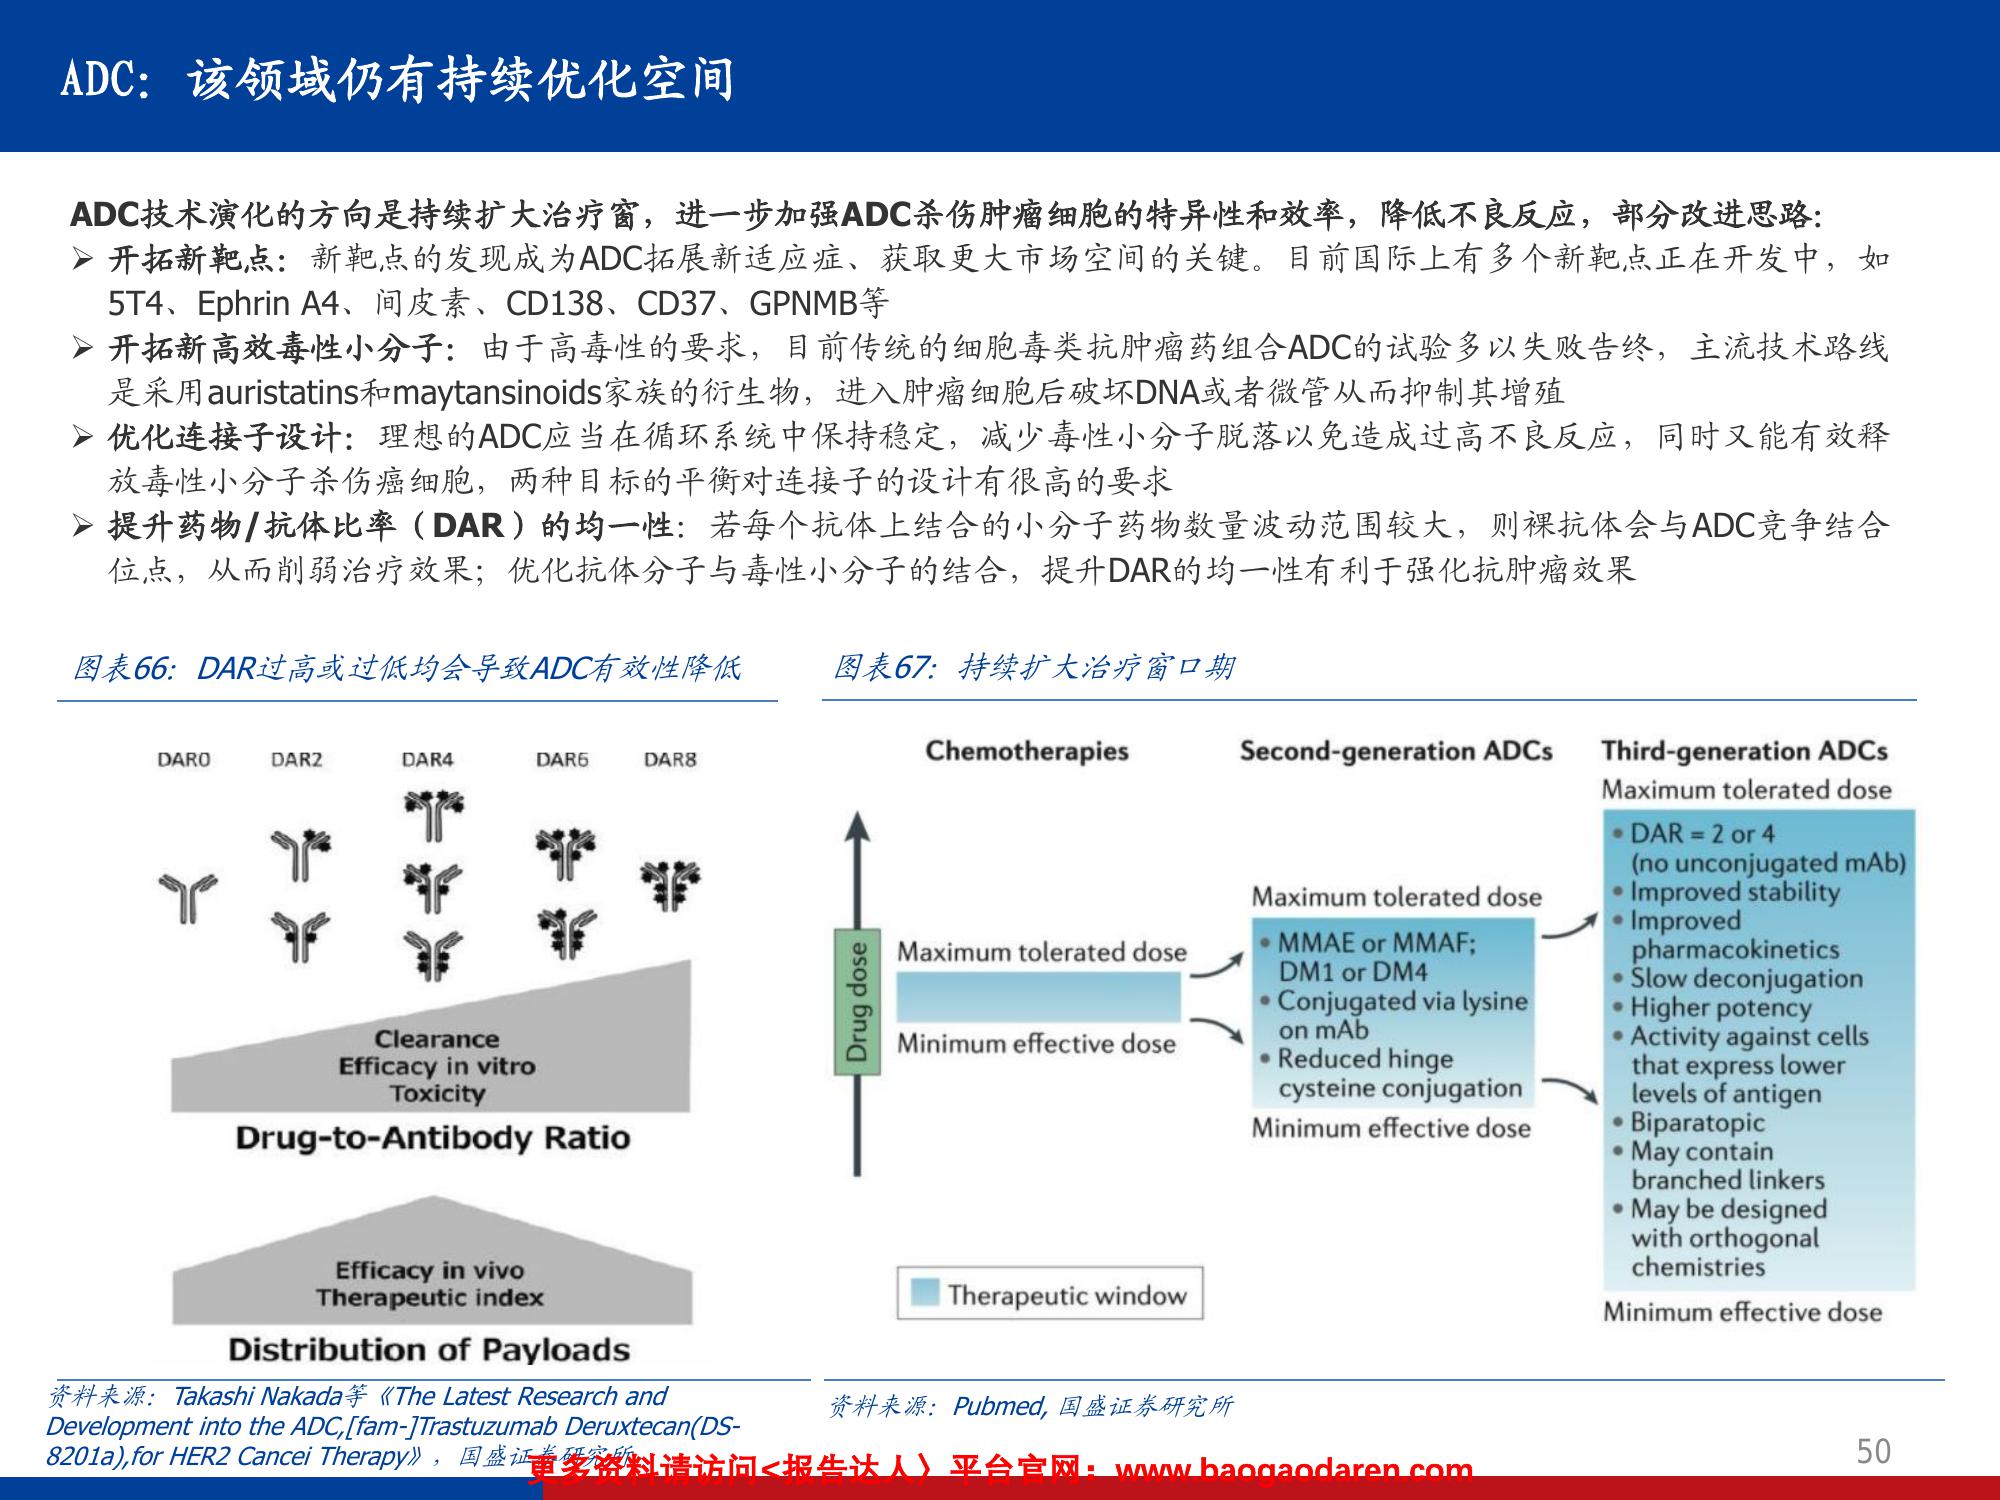 ADC：该领域仍有持续优化空间
ADC技术演化的方向是持续扩大治疗窗，进一步加强ADC杀伤肿瘤细胞的特异性和效率，降低不良反应，部分改进思路：
➢ 开拓新靶点：新靶点的发现成为ADC拓展新适应症、获取更大市场空间的关键。目前国际上有多个新靶点正在开发中，如
5T4、Ephrin A4、间皮素、CD138、CD37、GPNMB等
➢ 开拓新高效毒性小分子：由于高毒性的要求，目前传统的细胞毒类抗肿瘤药组合ADC的试验多以失败告终，主流技术路线
是采用auristatins和maytansinoids家族的衍生物，进入肿瘤细胞后破坏DNA或者微管从而抑制其增殖
➢ 优化连接子设计：理想的ADC应当在循环系统中保持稳定，减少毒性小分子脱落以免造成过高不良反应，同时又能有效释
放毒性小分子杀伤癌细胞，两种目标的平衡对连接子的设计有很高的要求
➢ 提升药物/抗体比率（DAR）的均一性：若每个抗体上结合的小分子药物数量波动范围较大，则裸抗体会与ADC竞争结合
位点，从而削弱治疗效果；优化抗体分子与毒性小分子的结合，提升DAR的均一性有利于强化抗肿瘤效果
图表66：DAR过高或过低均会导致ADC有效性降低
DAR0 DAR2 DAR4 DAR6 DAR8
Clearance
Efficacy in vitro
Toxicity
Drug-to-Antibody Ratio
Efficacy in vivo
Therapeutic index
Distribution of Payloads
资料来源：Takashi Nakada等《The Latest Research and
Development into the ADC,[fam-]Trastuzumab Deruxtecan(DS-
8201a),for HER2 Cancei Therapy》，国盛证券研究所
图表67：持续扩大治疗窗口期
Drug dose
Chemotherapies
Maximum tolerated dose
Minimum effective dose
Therapeutic window
Second-generation ADCs
Maximum tolerated dose
• MMAE or MMAF;
DM1 or DM4
• Conjugated via lysine
on mAb
• Reduced hinge
cysteine conjugation
Minimum effective dose
Third-generation ADCs
Maximum tolerated dose
• DAR = 2 or 4
(no unconjugated mAb)
• Improved stability
• Improved
pharmacokinetics
• Slow deconjugation
• Higher potency
• Activity against cells
that express lower
levels of antigen
• Biparatopic
• May contain
branched linkers
• May be designed
with orthogonal
chemistries
Minimum effective dose
资料来源：Pubmed, 国盛证券研究所
50
更多资料请访问<报告达人〉平台官网：www.baogaodaren.com